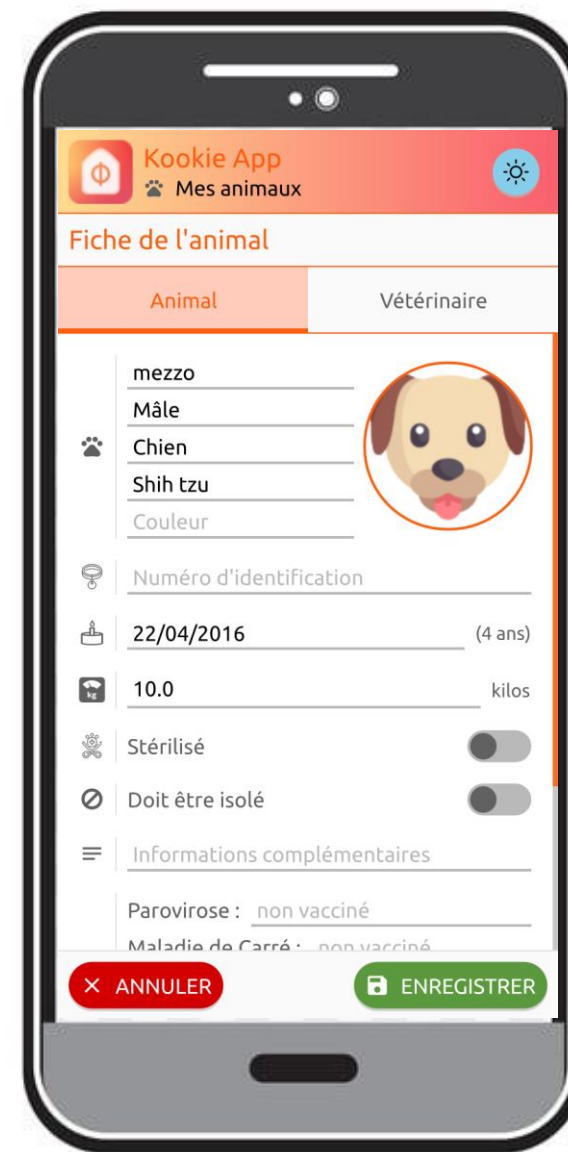 Kookie App
Mes animaux
Fiche de l'animal
Animal
Vétérinaire
mezzo
Mâle
Chien
Shih tzu
Couleur
Numéro d'identification
22/04/2016 (4 ans)
kg 10.0 kilos
Stérilisé
Doit être isolé
Informations complémentaires
Parovirose : non vacciné
Maladie de Carré : non vacciné
ANNULER
ENREGISTRER